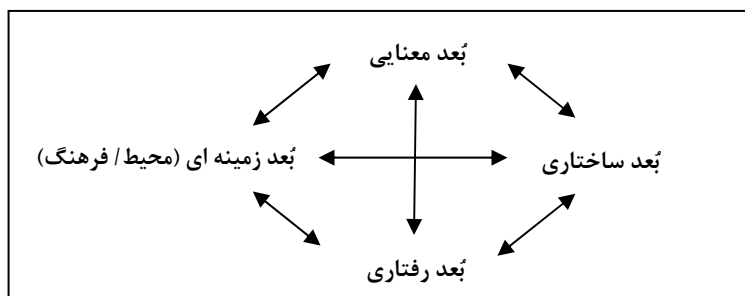 بُعد معنایی
بُعد ساختاری
بُعد زمینه ای (محیط/ فرهنگ)
بُعد رفتاری